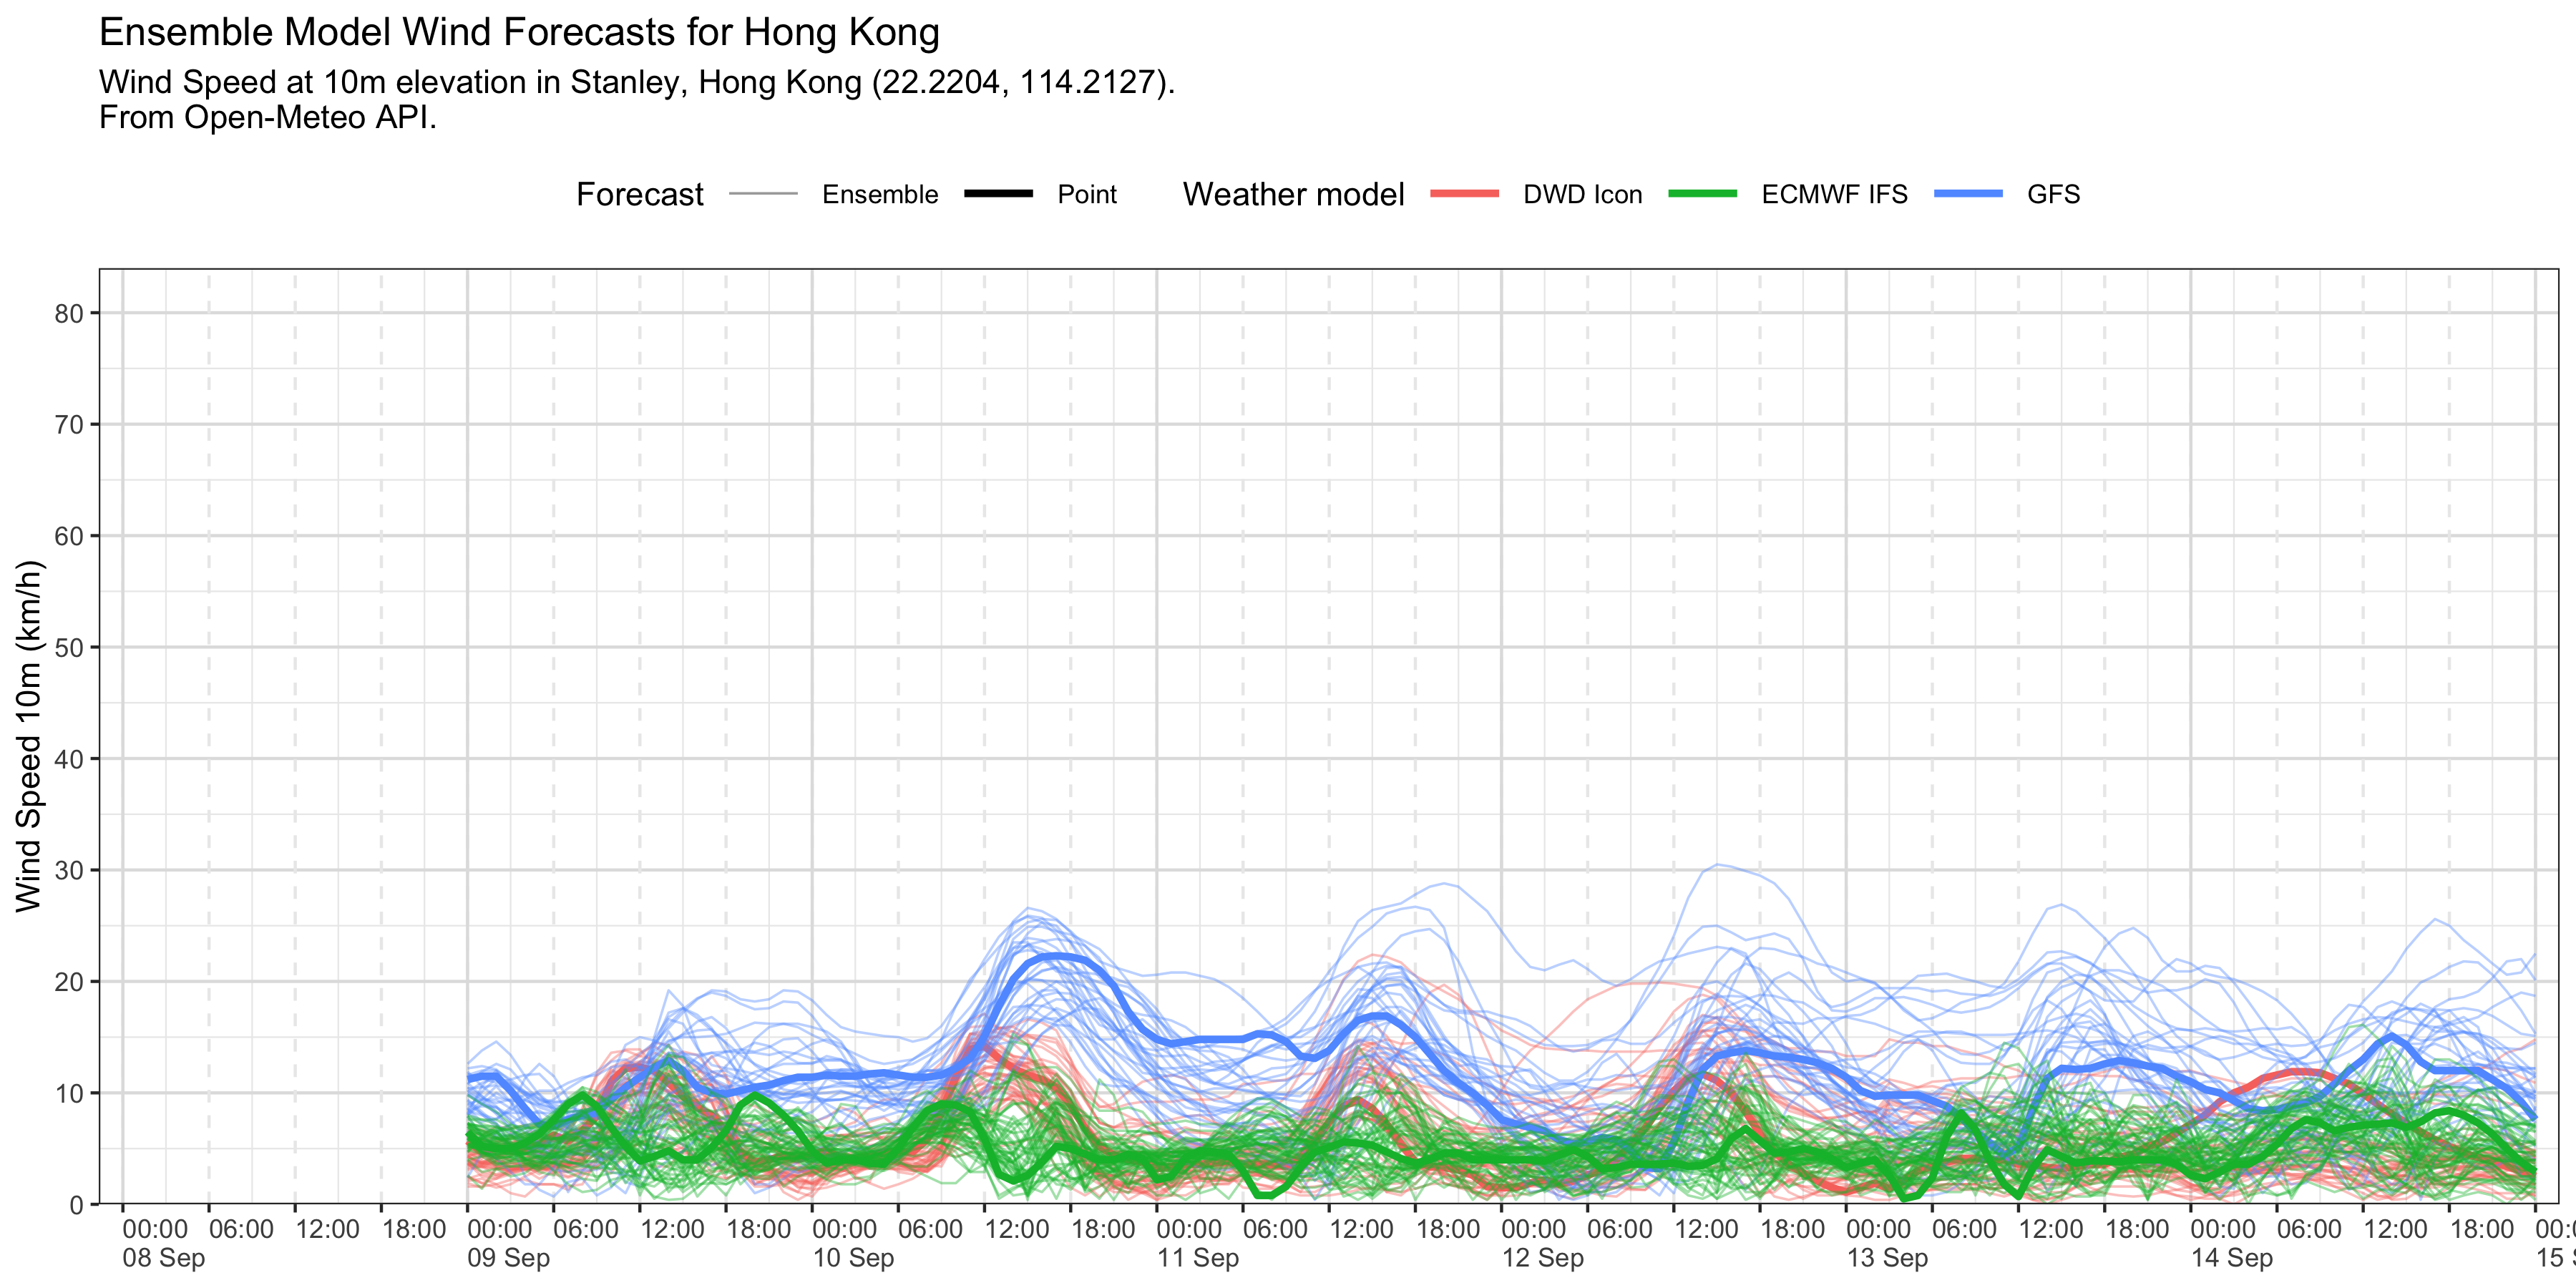 Ensemble Model Wind Forecasts for Hong Kong
Wind Speed at 10m elevation in Stanley, Hong Kong (22.2204, 114.2127).
From Open-Meteo API.
Forecast Ensemble Point Weather model DWD Icon ECMWF IFS GFS
Wind Speed 10m (km/h)
80
70
60
50
40
30
20
10
0
00:00 06:00 12:00 18:00 00:00 06:00 12:00 18:00 00:00 06:00 12:00 18:00 00:00 06:00 12:00 18:00 00:00 06:00 12:00 18:00 00:00 06:00 12:00 18:00 00:00 06:00 12:00 18:00 00:0
08 Sep 09 Sep 10 Sep 11 Sep 12 Sep 13 Sep 14 Sep 15 S